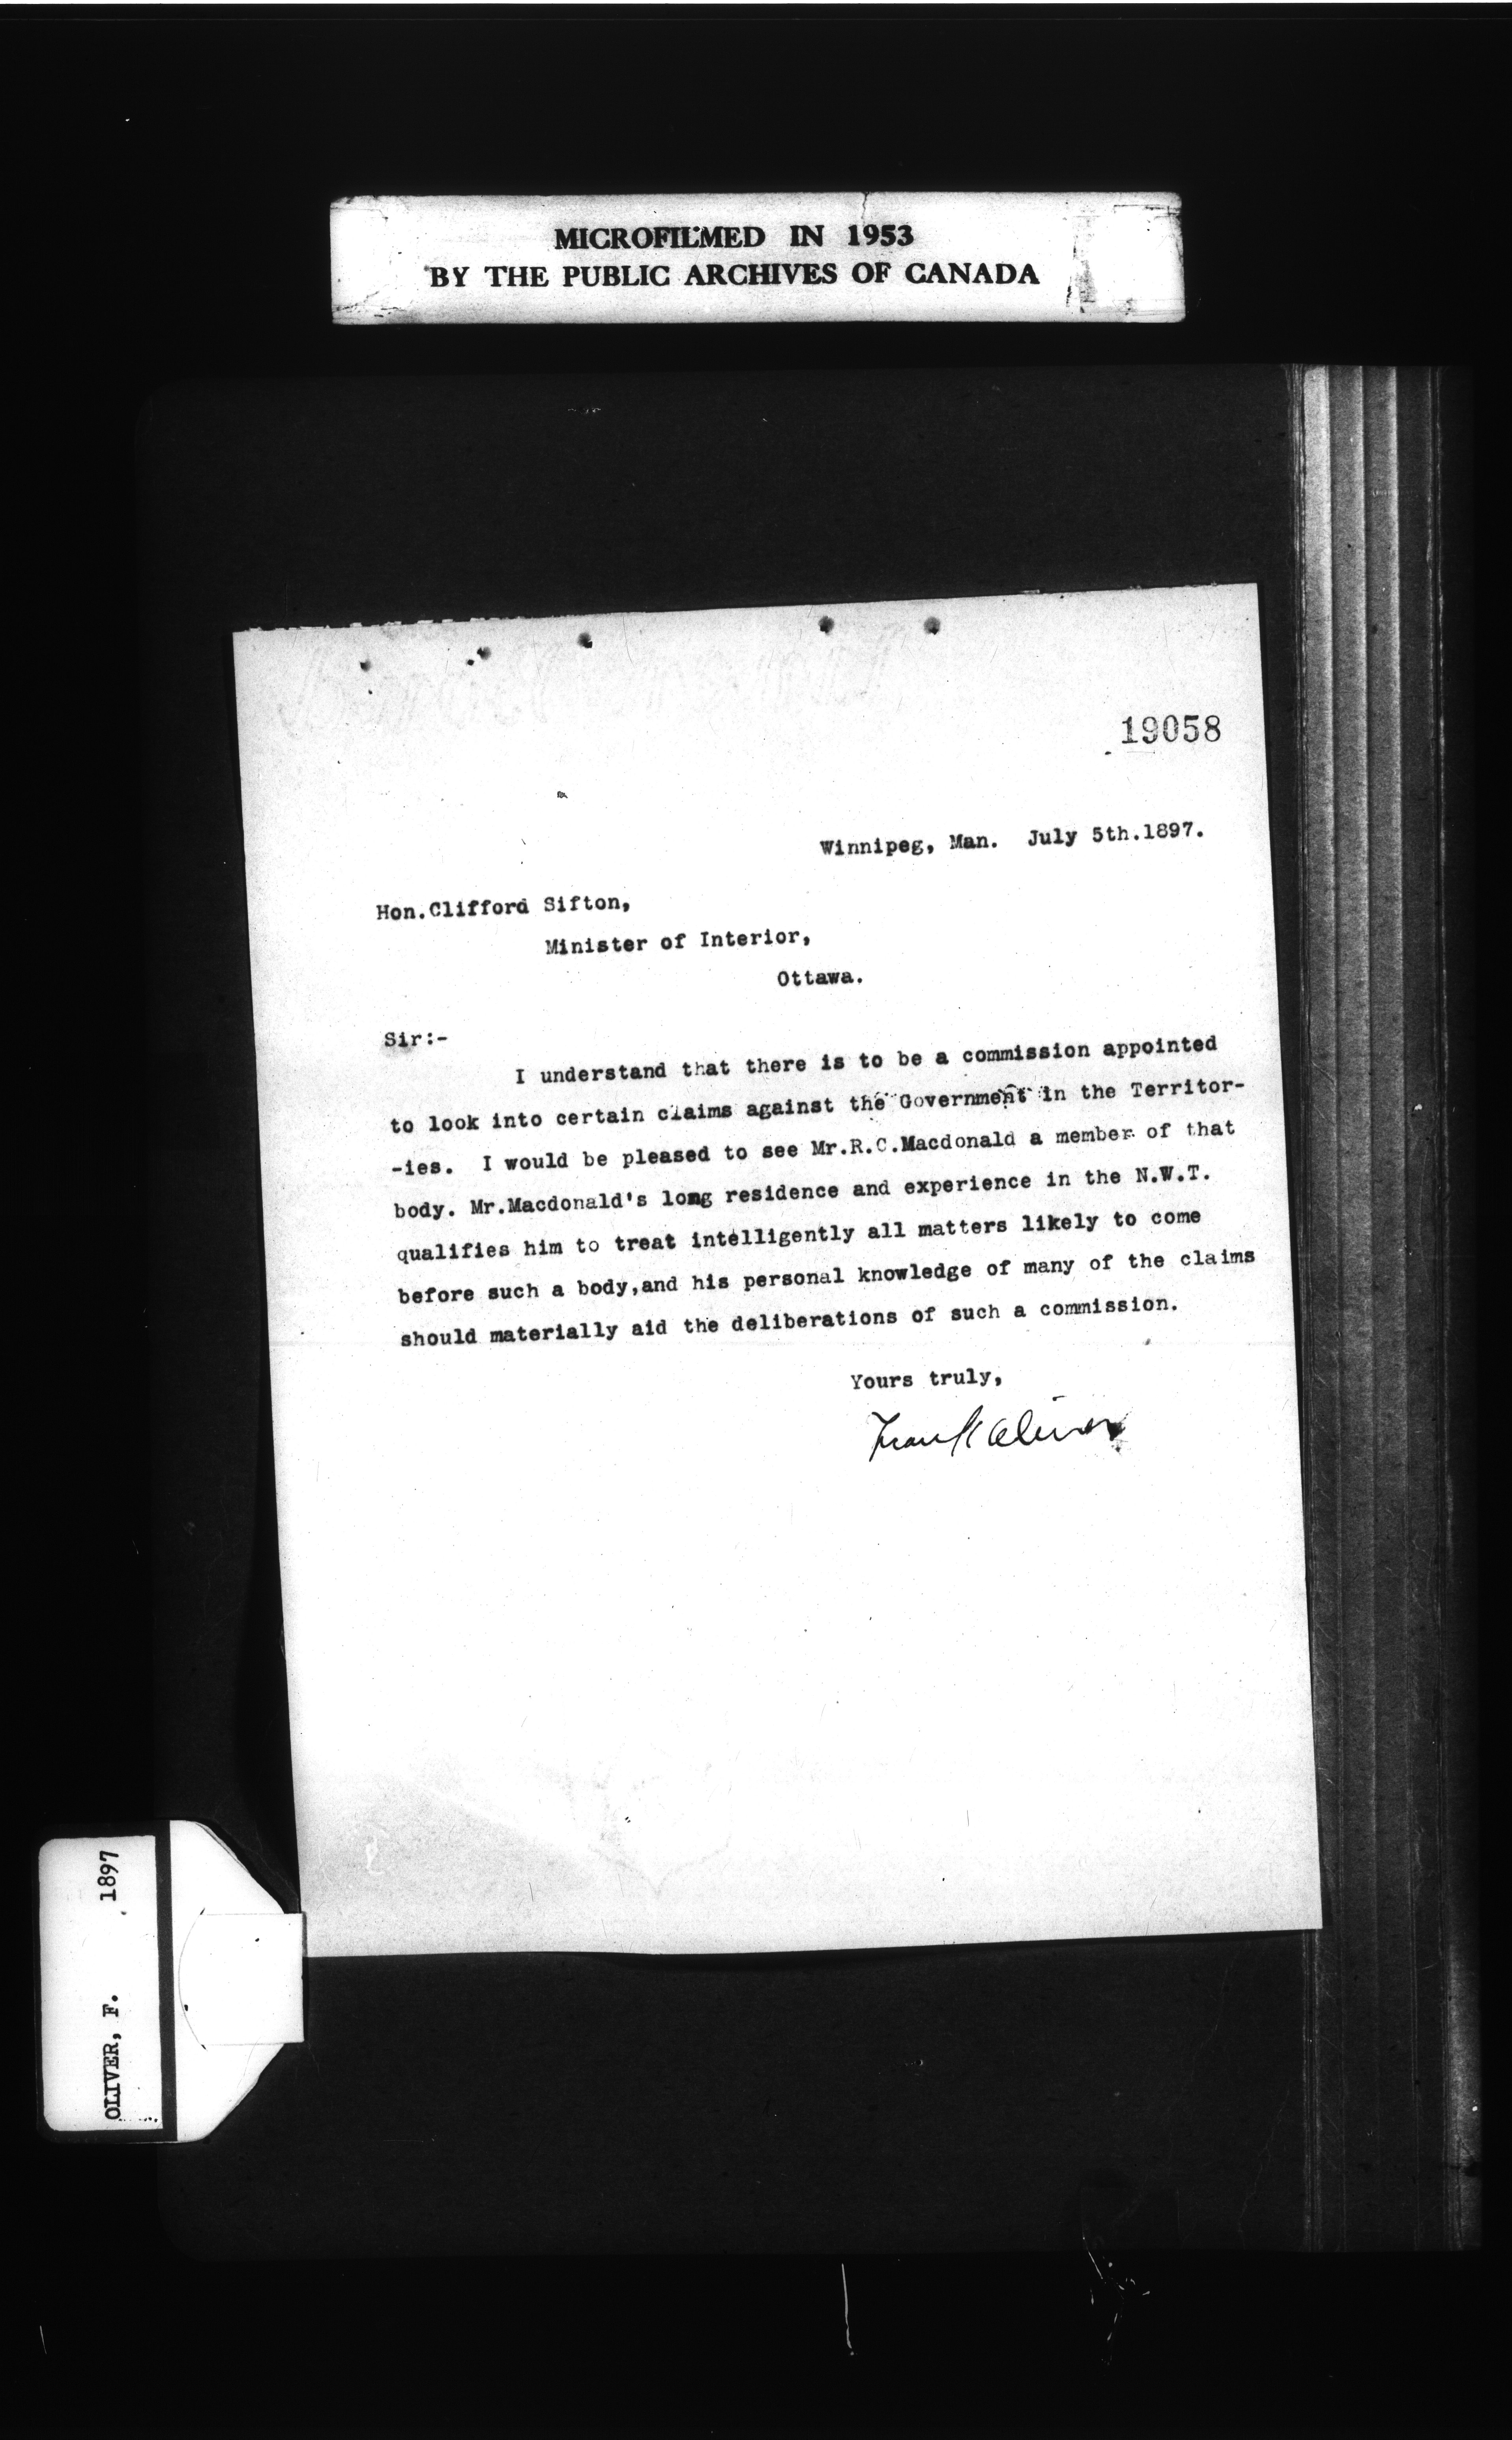 MICROFILMED IN 1953
BY THE PUBLIC ARCHIVES OF CANADA
19058
Winnipeg, Man. July 5th.1897.
Hon.Clifford Sifton,
Minister of Interior,
Ottawa.
Sir:-
I understand that there is to be a commission appointed
to look into certain claims against the Government in the Territor-
-ies. I would be pleased to see Mr.R.C.Macdonald a member of that
body. Mr.Macdonald's long residence and experience in the N.W.T.
qualifies him to treat intelligently all matters likely to come
before such a body,and his personal knowledge of many of the claims
should materially aid the deliberations of such a commission.
Yours truly,
Frank Oliver
OLIVER, F. 1897